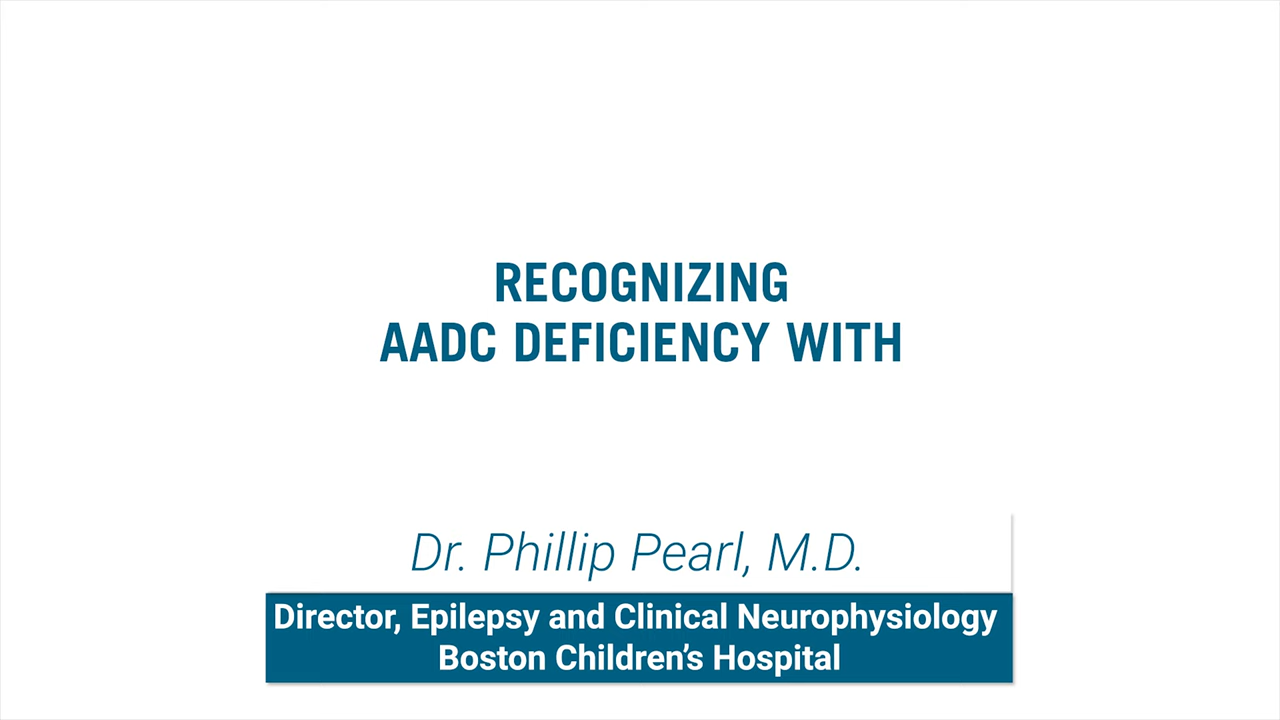 RECOGNIZING
AADC DEFICIENCY WITH
Dr. Phillip Pearl, M.D.
Director, Epilepsy and Clinical Neurophysiology
Boston Children’s Hospital